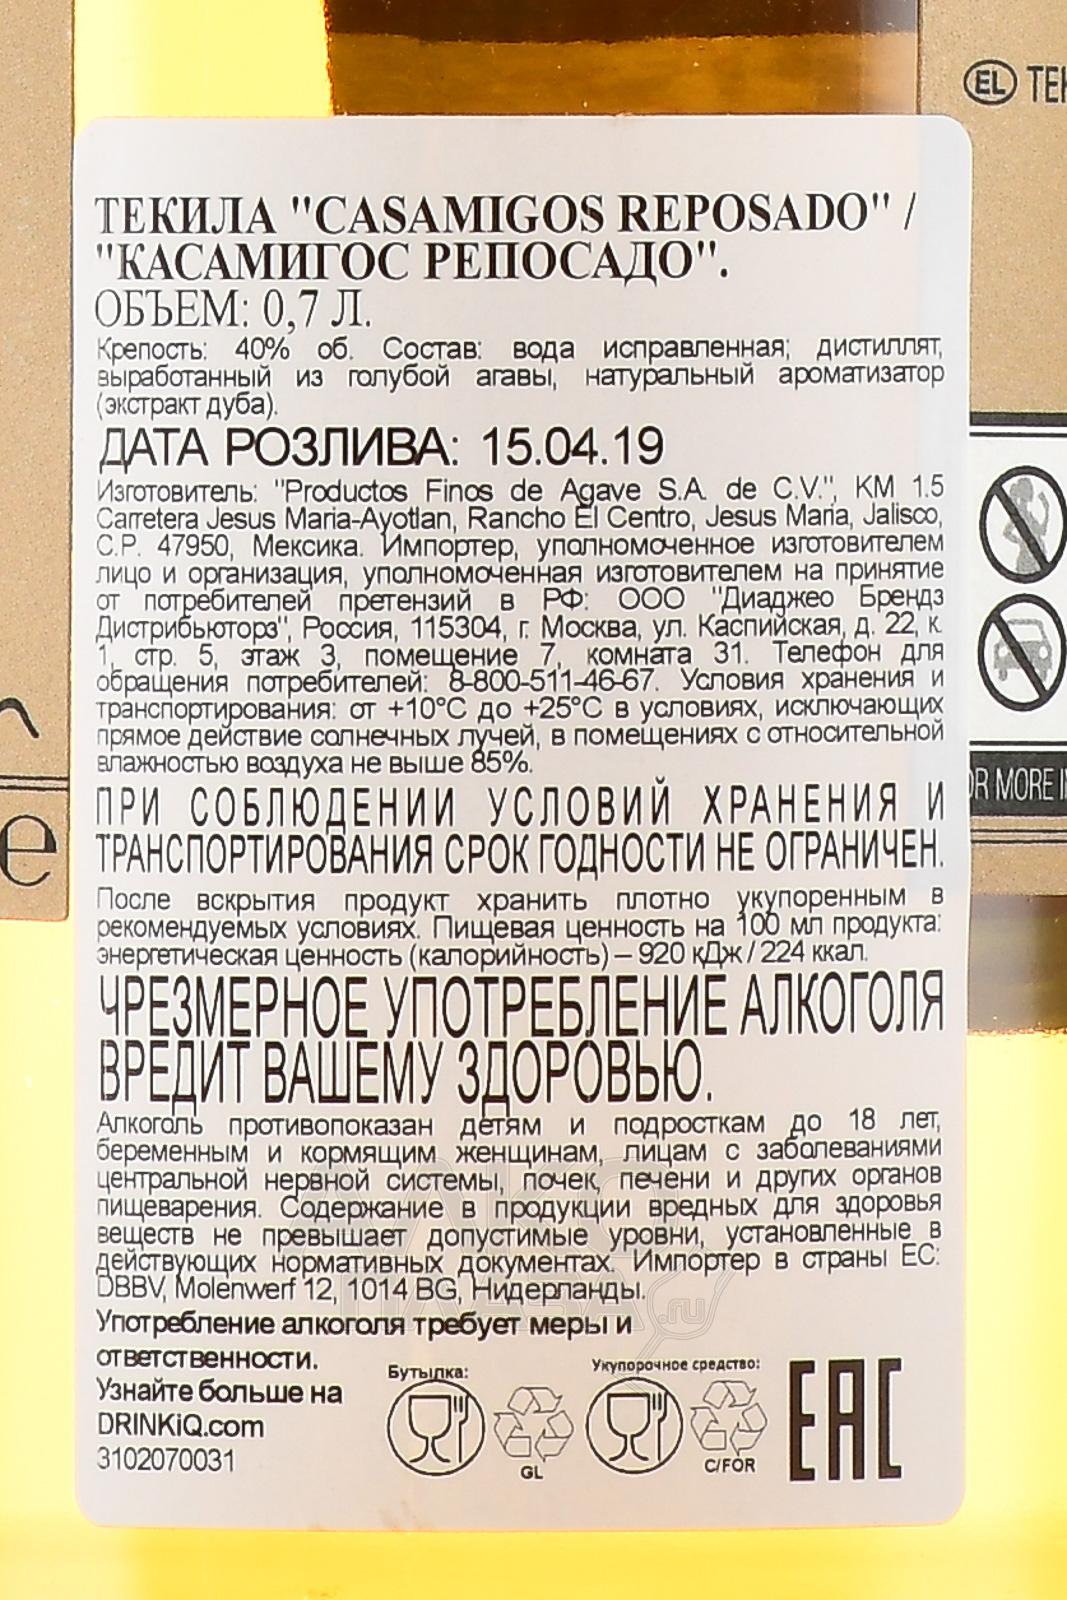 EL ТЕК
ТЕКИЛА "CASAMIGOS REPOSADO" /
"КАСАМИГОС РЕПОСАДО".
ОБЪЕМ: 0,7 Л.
Крепость: 40% об. Состав: вода исправленная; дистиллят,
выработанный из голубой агавы, натуральный ароматизатор
(экстракт дуба).
ДАТА РОЗЛИВА: 15.04.19
Изготовитель: "Productos Finos de Agave S.A. de C.V.", KM 1.5
Carretera Jesus Maria-Ayotlan, Rancho El Centro, Jesus Maria, Jalisco,
C.P. 47950, Мексика. Импортер, уполномоченное изготовителем
лицо и организация, уполномоченная изготовителем на принятие
от потребителей претензий в РФ: ООО "Диаджео Брендз
Дистрибьюторз", Россия, 115304, г. Москва, ул. Каспийская, д. 22, к.
1, стр. 5, этаж 3, помещение 7, комната 31. Телефон для
обращения потребителей: 8-800-511-46-67. Условия хранения и
транспортирования: от +10°С до +25°С в условиях, исключающих
прямое действие солнечных лучей, в помещениях с относительной
влажностью воздуха не выше 85%.
OR MORE I
ПРИ СОБЛЮДЕНИИ УСЛОВИЙ ХРАНЕНИЯ И
ТРАНСПОРТИРОВАНИЯ СРОК ГОДНОСТИ НЕ ОГРАНИЧЕН.
e
После вскрытия продукт хранить плотно укупоренным в
рекомендуемых условиях. Пищевая ценность на 100 мл продукта:
энергетическая ценность (калорийность) – 920 кДж / 224 ккал.
ЧРЕЗМЕРНОЕ УПОТРЕБЛЕНИЕ АЛКОГОЛЯ
ВРЕДИТ ВАШЕМУ ЗДОРОВЬЮ.
Алкоголь противопоказан детям и подросткам до 18 лет,
беременным и кормящим женщинам, лицам с заболеваниями
центральной нервной системы, почек, печени и других органов
пищеварения. Содержание в продукции вредных для здоровья
веществ не превышает допустимые уровни, установленные в
действующих нормативных документах. Импортер в страны ЕС:
DBBV, Molenwerf 12, 1014 BG, Нидерланды.
Употребление алкоголя требует меры и
ответственности.
Узнайте больше на
DRINKiQ.com
3102070031
Бутылка:
GL
Укупорочное средство:
C/FOR
EAC
.ru